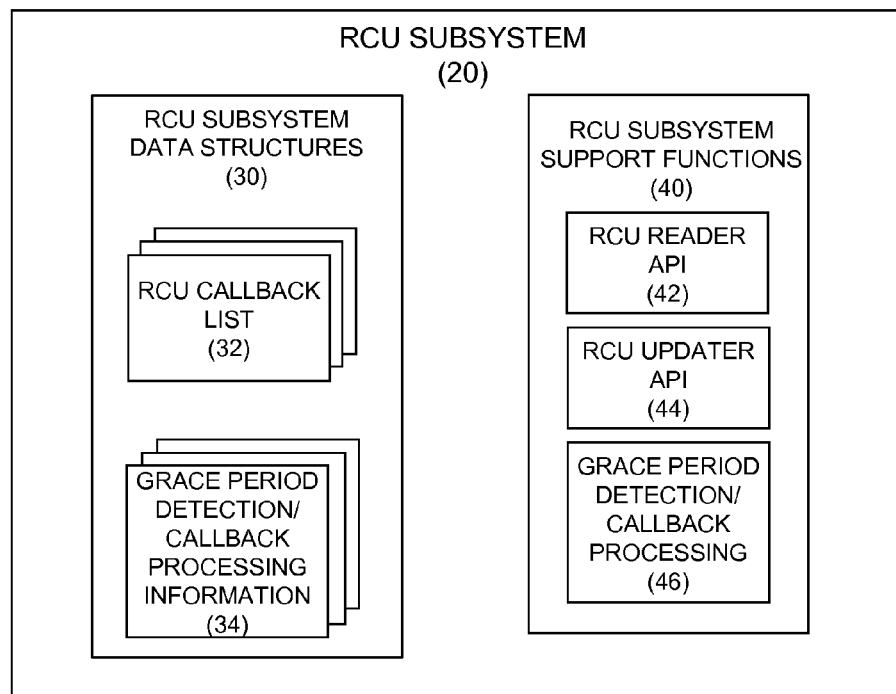 RCU SUBSYSTEM
(20)
RCU SUBSYSTEM
DATA STRUCTURES
(30)
RCU CALLBACK
LIST
(32)
GRACE PERIOD
DETECTION/
CALLBACK
PROCESSING
INFORMATION
(34)
RCU SUBSYSTEM
SUPPORT FUNCTIONS
(40)
RCU READER
API
(42)
RCU UPDATER
API
(44)
GRACE PERIOD
DETECTION/
CALLBACK
PROCESSING
(46)